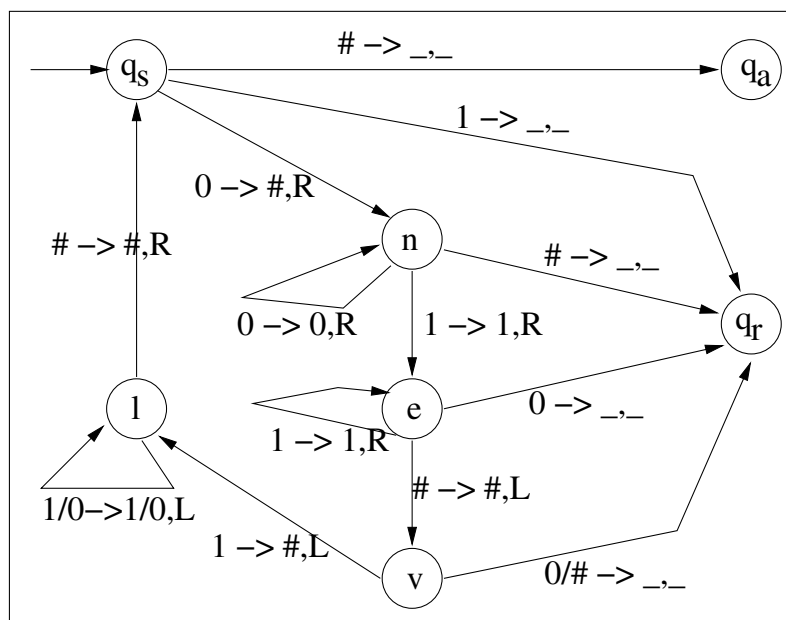 # -> _,_
q_s
q_a
1 -> _,_
0 -> #,R
# -> #,R
n
# -> _,_
0 -> 0,R
1 -> 1,R
q_r
l
e
0 -> _,_
1 -> 1,R
# -> #,L
1/0->1/0,L
1 -> #,L
v
0/# -> _,_